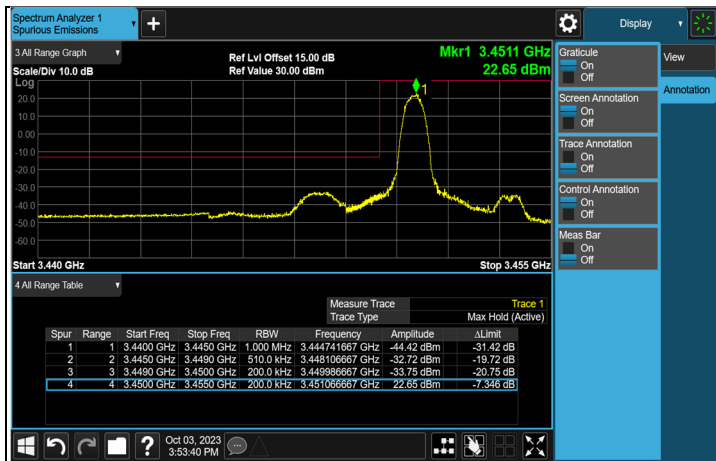 Spectrum Analyzer 1
Spurious Emissions
Display
3 All Range Graph
Scale/Div 10.0 dB
Ref Lvl Offset 15.00 dB
Ref Value 30.00 dBm
Mkr1 3.4511 GHz
22.65 dBm
Log
20.0
10.0
0.00
-10.0
-20.0
-30.0
-40.0
-50.0
-60.0
1
Start 3.440 GHz
Stop 3.455 GHz
Graticule
On
Off
Screen Annotation
On
Off
Trace Annotation
On
Off
Control Annotation
On
Off
Meas Bar
On
Off
View
Annotation
4 All Range Table
Measure Trace Trace 1
Trace Type Max Hold (Active)
Spur Range Start Freq Stop Freq RBW Frequency Amplitude ΔLimit
1 1 3.4400 GHz 3.4450 GHz 1.000 MHz 3.444741667 GHz -44.42 dBm -31.42 dB
2 2 3.4450 GHz 3.4490 GHz 510.0 kHz 3.448106667 GHz -32.72 dBm -19.72 dB
3 3 3.4490 GHz 3.4500 GHz 200.0 kHz 3.449986667 GHz -33.75 dBm -20.75 dB
4 4 3.4500 GHz 3.4550 GHz 200.0 kHz 3.451066667 GHz 22.65 dBm -7.346 dB
?
Oct 03, 2023
3:53:40 PM